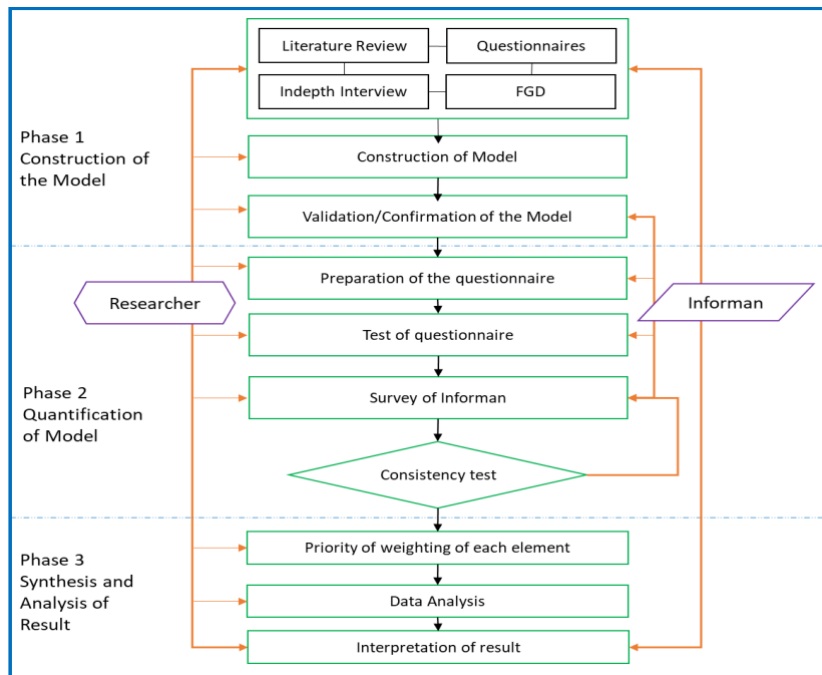 Literature Review
Questionnaires
Indepth Interview
FGD
Phase 1
Construction of
the Model
Construction of Model
Validation/Confirmation of the Model
Preparation of the questionnaire
Researcher
Informan
Test of questionnaire
Phase 2
Quantification
of Model
Survey of Informan
Consistency test
Phase 3
Synthesis and
Analysis of
Result
Priority of weighting of each element
Data Analysis
Interpretation of result